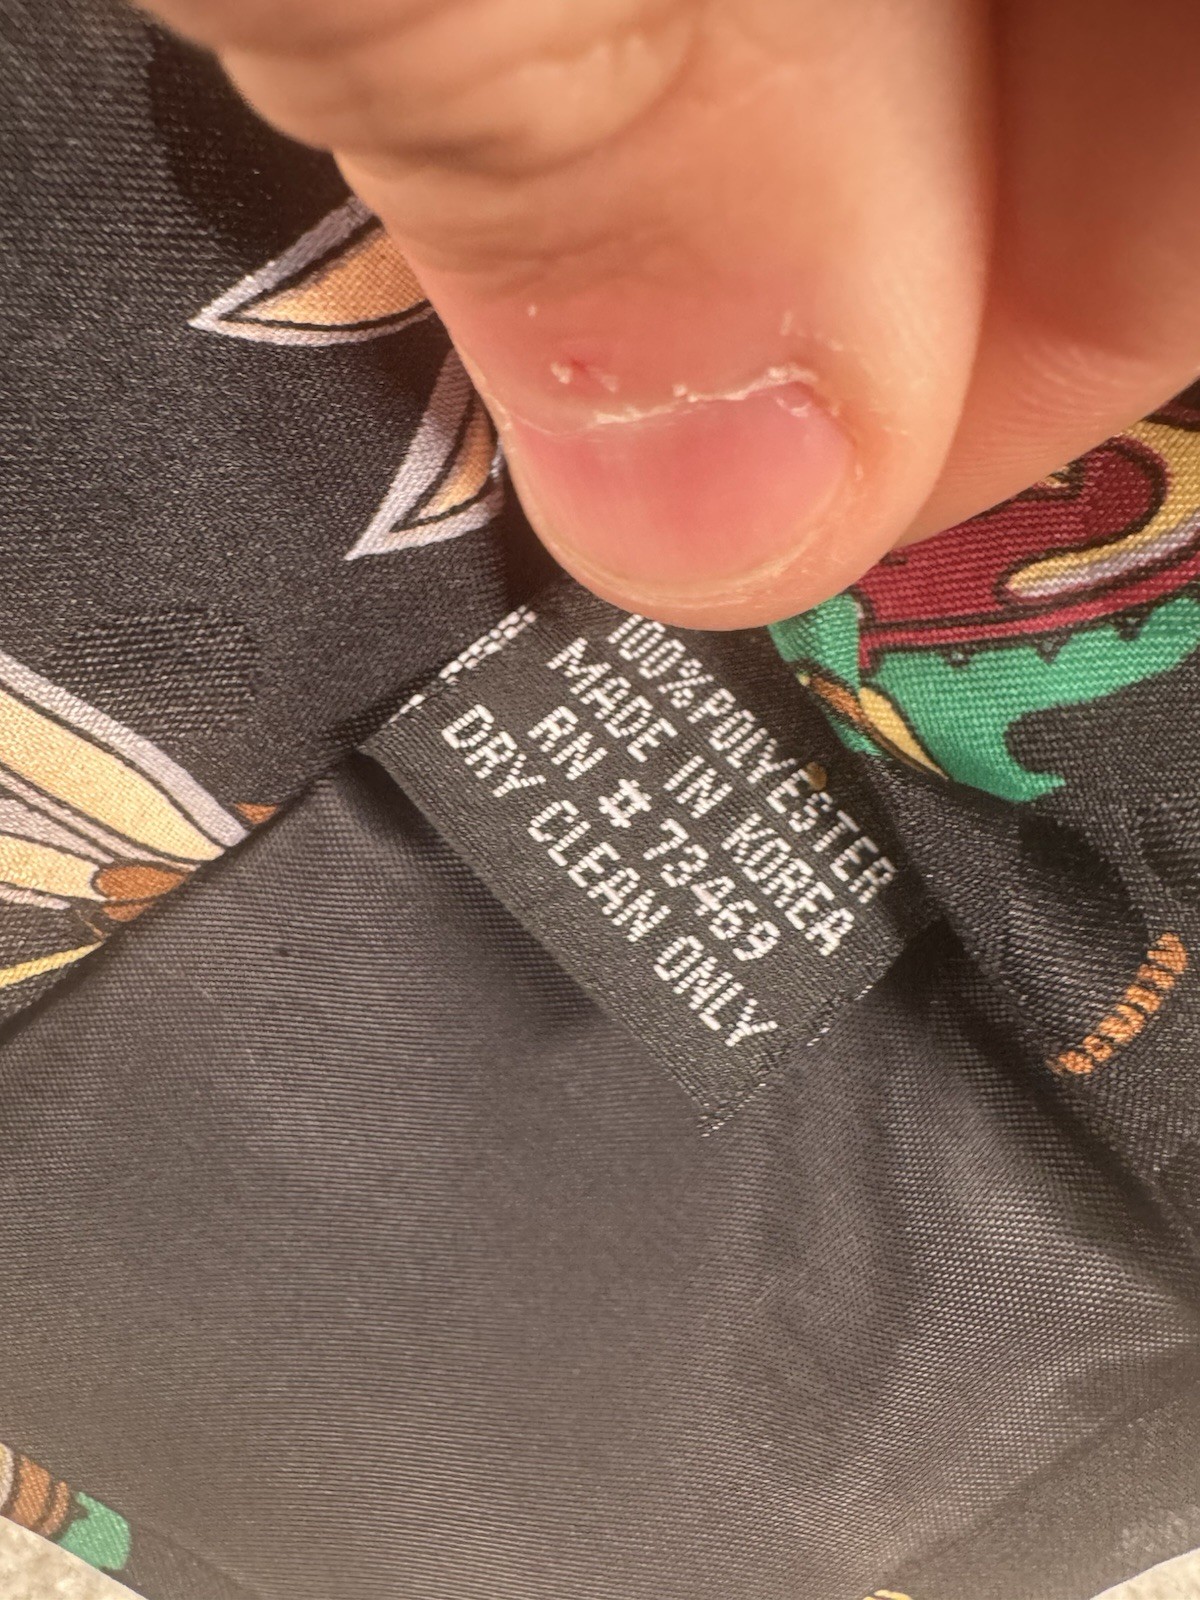 100%POLYESTER
MADE IN KOREA
RN # 73469
DRY CLEAN ONLY